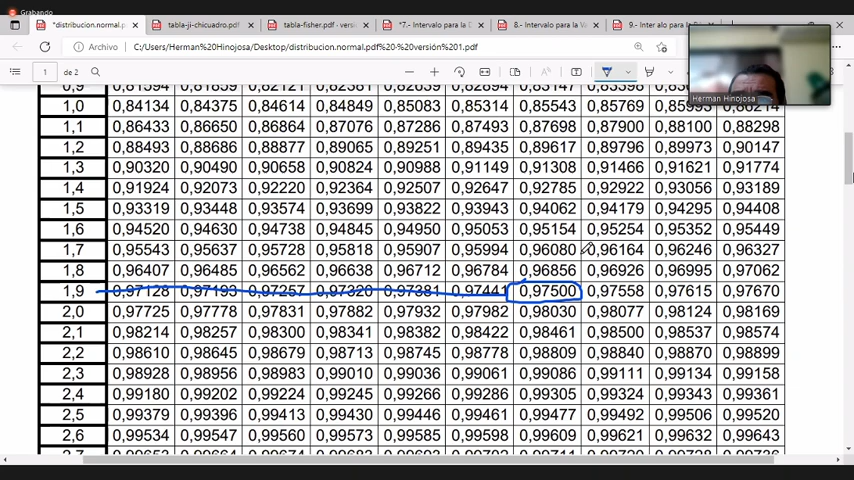 Grabando
*distribucion.normal.p
tabla-ji-chicuadro.pdf
tabla-fisher.pdf - versi
*7.- Intervalo para la D
8.- Intervalo para la Va
Archivo C:/Users/Herman%20Hinojosa/Desktop/distribucion.normal.pdf%20-%20versión%201.pdf
1 de 2
Herman Hinojosa
1,0 0,84134 0,84375 0,84614 0,84849 0,85083 0,85314 0,85543 0,85769 0,85993 0,86214
1,1 0,86433 0,86650 0,86864 0,87076 0,87286 0,87493 0,87698 0,87900 0,88100 0,88298
1,2 0,88493 0,88686 0,88877 0,89065 0,89251 0,89435 0,89617 0,89796 0,89973 0,90147
1,3 0,90320 0,90490 0,90658 0,90824 0,90988 0,91149 0,91308 0,91466 0,91621 0,91774
1,4 0,91924 0,92073 0,92220 0,92364 0,92507 0,92647 0,92785 0,92922 0,93056 0,93189
1,5 0,93319 0,93448 0,93574 0,93699 0,93822 0,93943 0,94062 0,94179 0,94295 0,94408
1,6 0,94520 0,94630 0,94738 0,94845 0,94950 0,95053 0,95154 0,95254 0,95352 0,95449
1,7 0,95543 0,95637 0,95728 0,95818 0,95907 0,95994 0,96080 0,96164 0,96246 0,96327
1,8 0,96407 0,96485 0,96562 0,96638 0,96712 0,96784 0,96856 0,96926 0,96995 0,97062
1,9 0,97128 0,97193 0,97257 0,97320 0,97381 0,97441 0,97500 0,97558 0,97615 0,97670
2,0 0,97725 0,97778 0,97831 0,97882 0,97932 0,97982 0,98030 0,98077 0,98124 0,98169
2,1 0,98214 0,98257 0,98300 0,98341 0,98382 0,98422 0,98461 0,98500 0,98537 0,98574
2,2 0,98610 0,98645 0,98679 0,98713 0,98745 0,98778 0,98809 0,98840 0,98870 0,98899
2,3 0,98928 0,98956 0,98983 0,99010 0,99036 0,99061 0,99086 0,99111 0,99134 0,99158
2,4 0,99180 0,99202 0,99224 0,99245 0,99266 0,99286 0,99305 0,99324 0,99343 0,99361
2,5 0,99379 0,99396 0,99413 0,99430 0,99446 0,99461 0,99477 0,99492 0,99506 0,99520
2,6 0,99534 0,99547 0,99560 0,99573 0,99585 0,99598 0,99609 0,99621 0,99632 0,99643